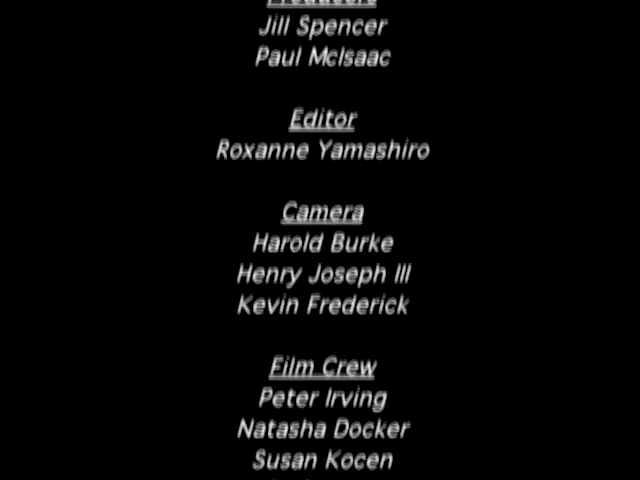 Producers
Jill Spencer
Paul McIsaac
Editor
Roxanne Yamashiro
Camera
Harold Burke
Henry Joseph III
Kevin Frederick
Film Crew
Peter Irving
Natasha Docker
Susan Kocen